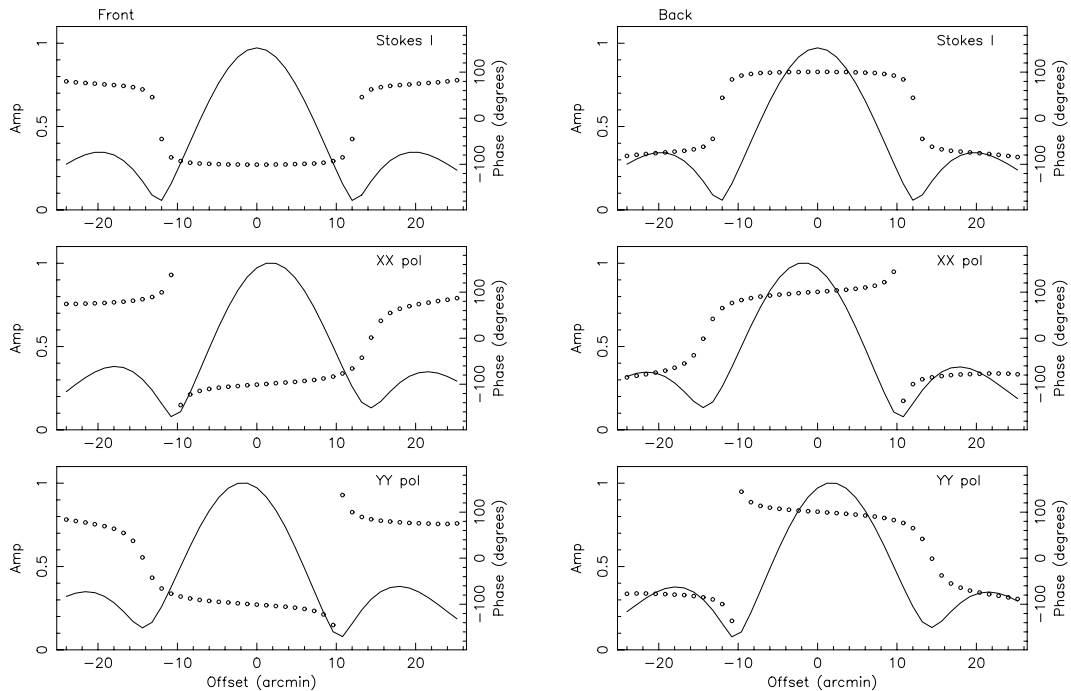 Front Back
Stokes I Stokes I
1 1
100 100
Amp 0.5 0 Phase (degrees) Amp 0.5 0 Phase (degrees)
−100 −100
0 0
−20 −10 0 10 20 −20 −10 0 10 20
XX pol XX pol
1 1
100 100
Amp 0.5 0 Phase (degrees) Amp 0.5 0 Phase (degrees)
−100 −100
0 0
−20 −10 0 10 20 −20 −10 0 10 20
YY pol YY pol
1 1
100 100
Amp 0.5 0 Phase (degrees) Amp 0.5 0 Phase (degrees)
−100 −100
0 0
−20 −10 0 10 20 −20 −10 0 10 20
Offset (arcmin) Offset (arcmin)